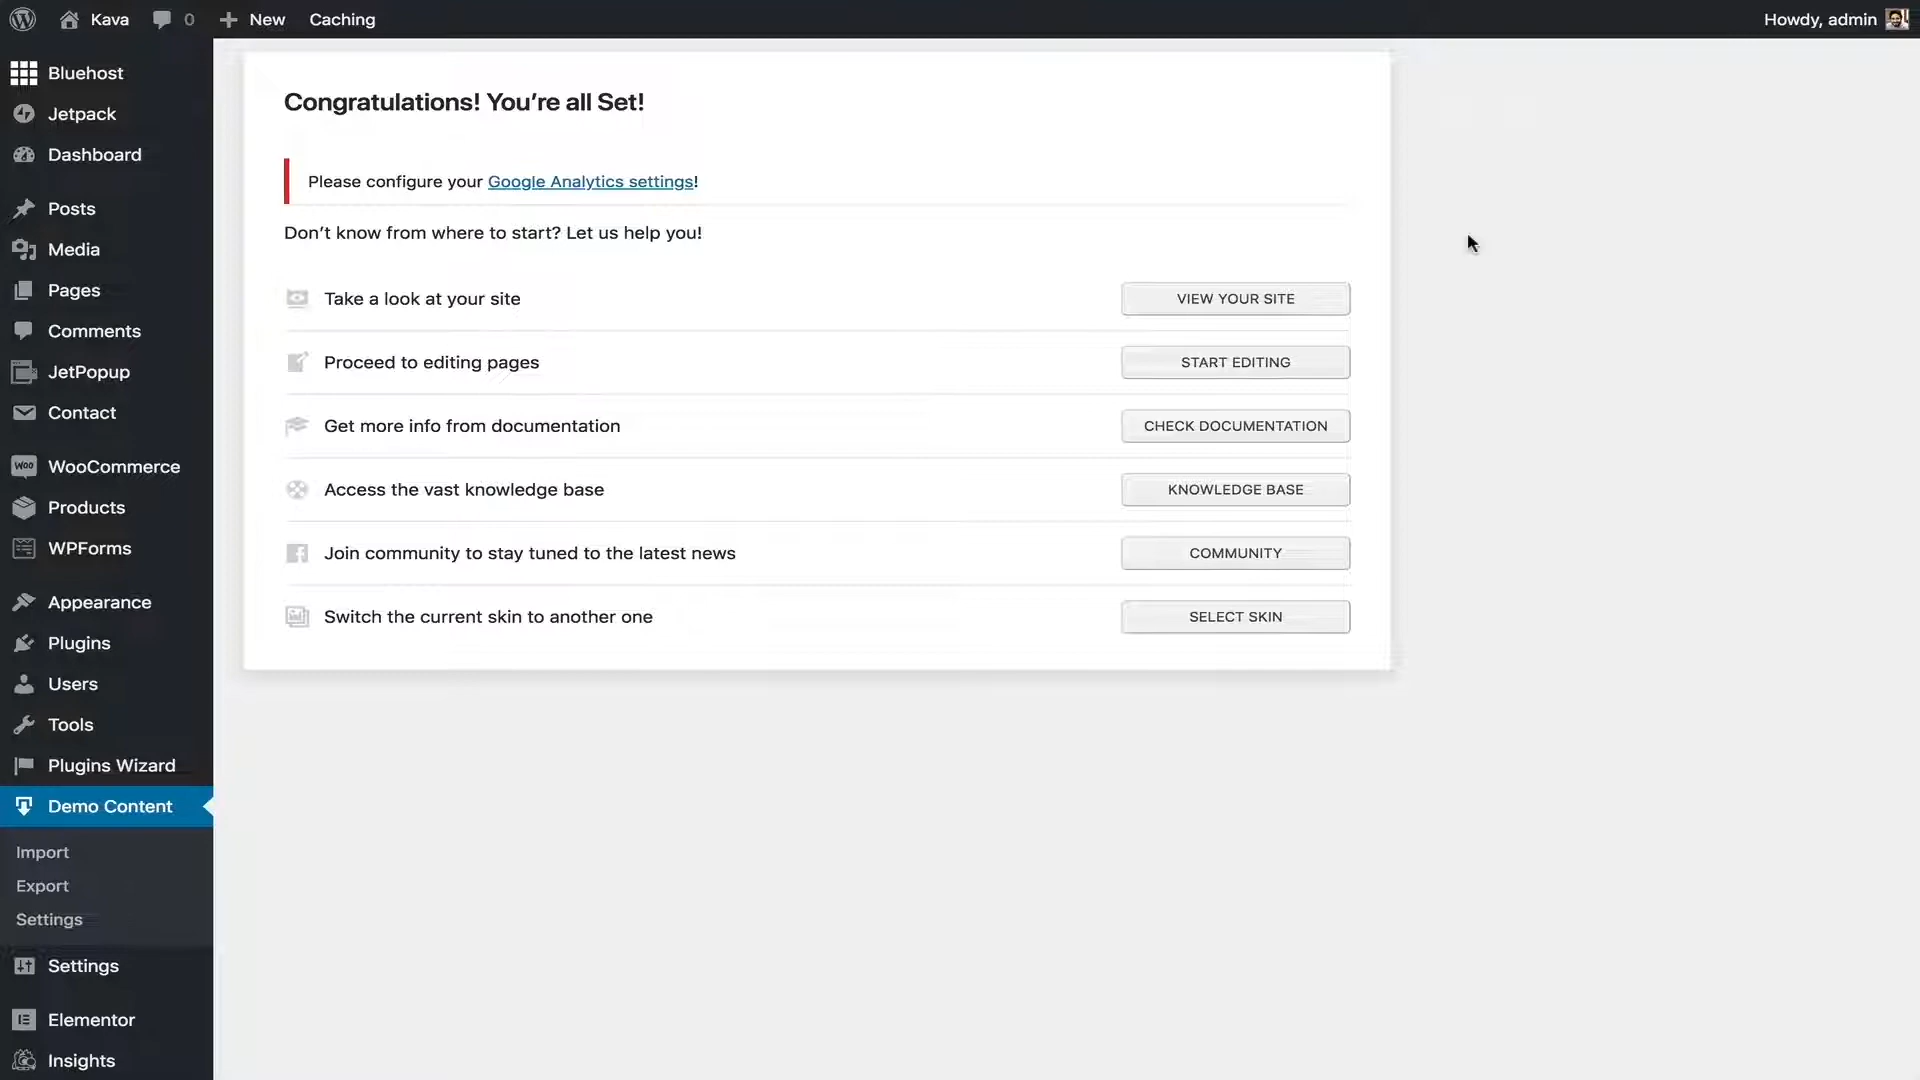 Kava
0
New
Caching
Howdy, admin
Bluehost
Jetpack
Dashboard
Posts
Media
Pages
Comments
JetPopup
Contact
WooCommerce
Products
WPForms
Appearance
Plugins
Users
Tools
Plugins Wizard
Demo Content
Import
Export
Settings
Settings
Elementor
Insights
Congratulations! You're all Set!
Please configure your Google Analytics settings!
Don't know from where to start? Let us help you!
Take a look at your site
VIEW YOUR SITE
Proceed to editing pages
START EDITING
Get more info from documentation
CHECK DOCUMENTATION
Access the vast knowledge base
KNOWLEDGE BASE
Join community to stay tuned to the latest news
COMMUNITY
Switch the current skin to another one
SELECT SKIN